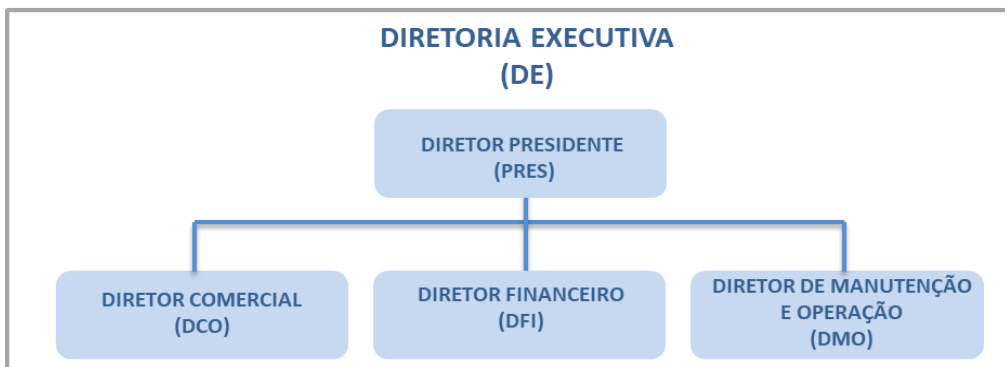 DIRETORIA EXECUTIVA
(DE)
DIRETOR PRESIDENTE
(PRES)
DIRETOR COMERCIAL
(DCO)
DIRETOR FINANCEIRO
(DFI)
DIRETOR DE MANUTENÇÃO
E OPERAÇÃO
(DMO)